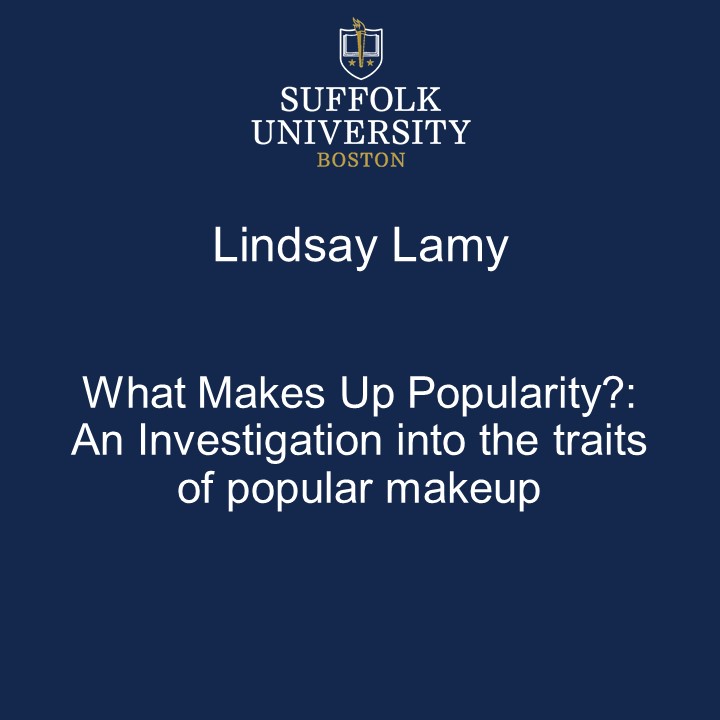 SUFFOLK
UNIVERSITY
BOSTON
Lindsay Lamy
What Makes Up Popularity?:
An Investigation into the traits
of popular makeup